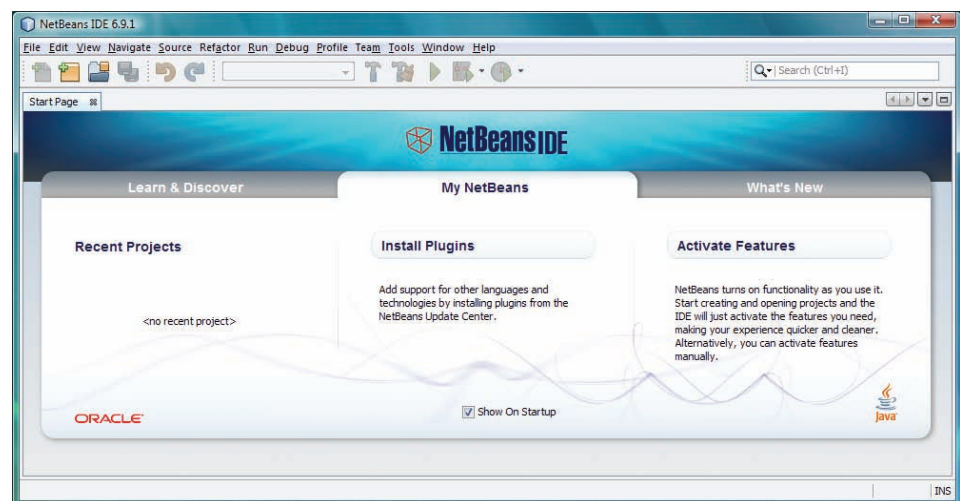 NetBeans IDE 6.9.1
File Edit View Navigate Source Refactor Run Debug Profile Team Tools Window Help
Search (Ctrl+I)
Start Page
NetBeans IDE
Learn & Discover
My NetBeans
What's New
Recent Projects
<no recent project>
Install Plugins
Add support for other languages and
technologies by installing plugins from the
NetBeans Update Center.
Activate Features
NetBeans turns on functionality as you use it.
Start creating and opening projects and the
IDE will just activate the features you need,
making your experience quicker and cleaner.
Alternatively, you can activate features
manually.
ORACLE
Show On Startup
Java
INS